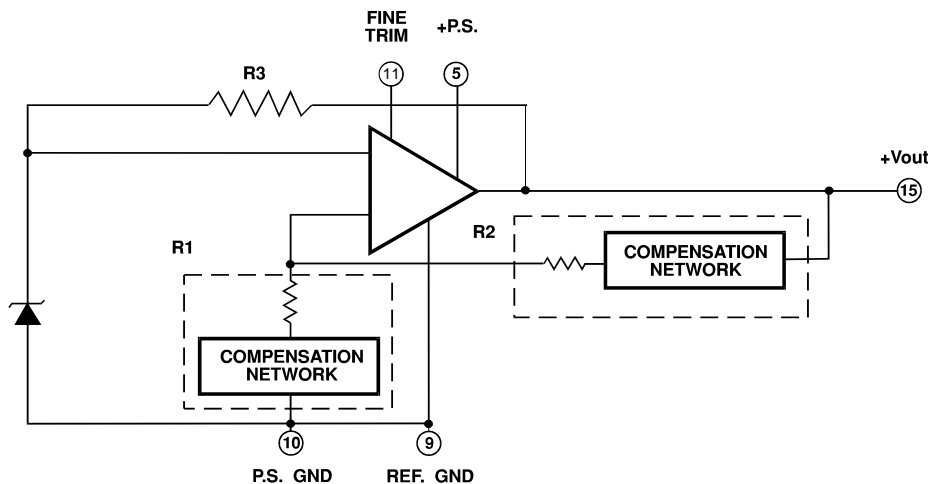 FINE
TRIM
+P.S.
11
5
R3
+Vout
15
R2
COMPENSATION
NETWORK
R1
COMPENSATION
NETWORK
10
9
P.S. GND
REF. GND